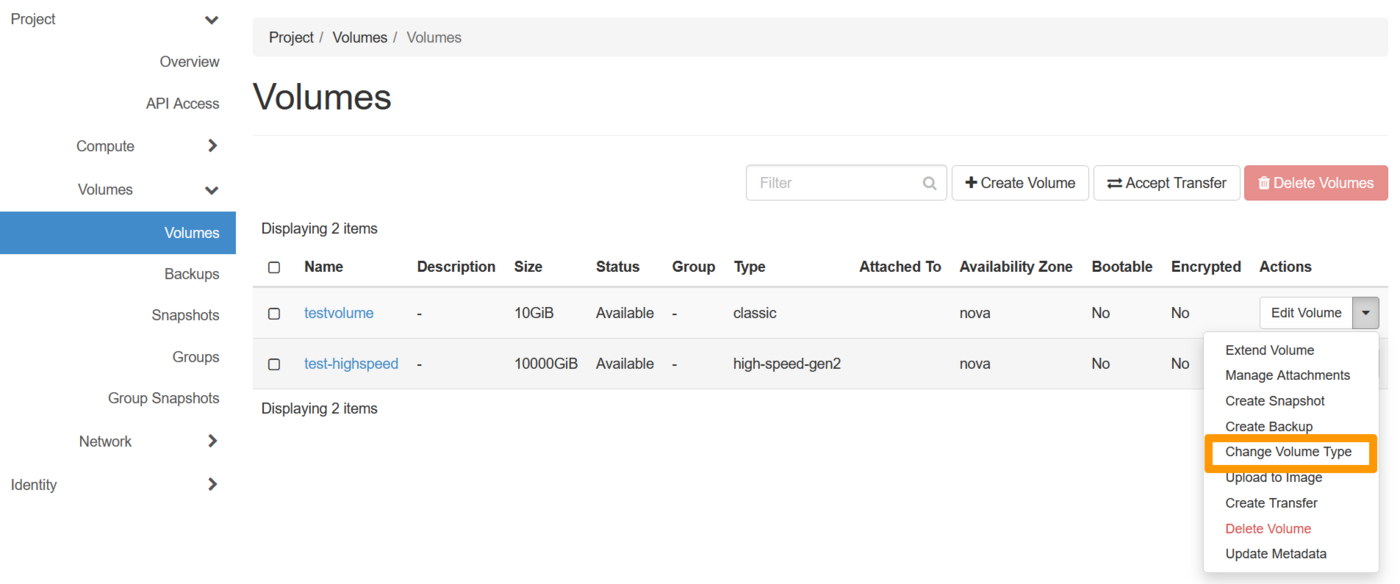 Project
Overview
API Access
Compute
Volumes
Volumes
Backups
Snapshots
Groups
Group Snapshots
Network
Identity
Project / Volumes / Volumes
Volumes
Filter Create Volume Accept Transfer Delete Volumes
Displaying 2 items
Name Description Size Status Group Type Attached To Availability Zone Bootable Encrypted Actions
testvolume - 10GiB Available - classic nova No No Edit Volume
test-highspeed - 10000GiB Available - high-speed-gen2 nova No No
Displaying 2 items
Extend Volume
Manage Attachments
Create Snapshot
Create Backup
Change Volume Type
Upload to Image
Create Transfer
Delete Volume
Update Metadata